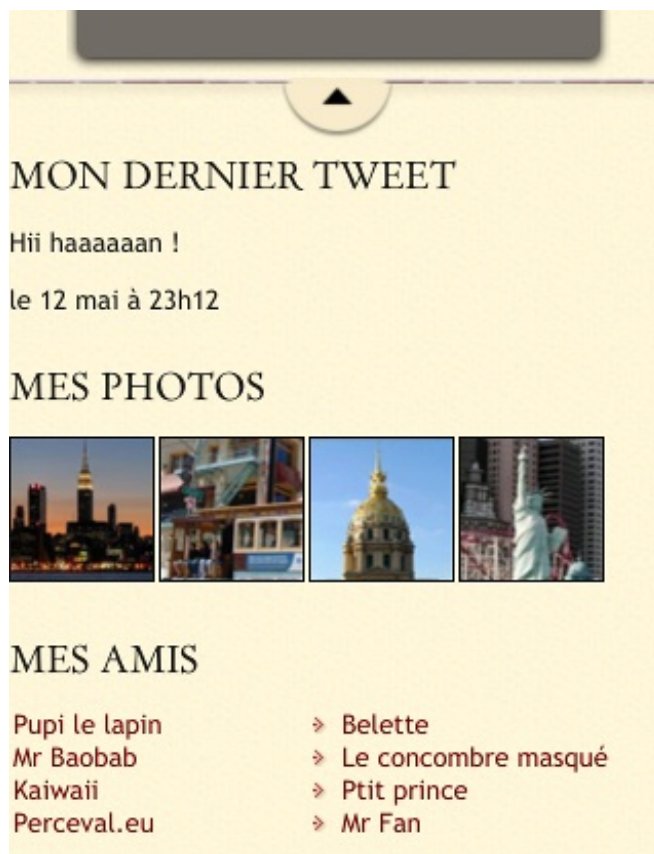 MON DERNIER TWEET
Hii haaaaaan !
le 12 mai à 23h12
MES PHOTOS
MES AMIS
Pupi le lapin
Mr Baobab
Kaiwaii
Perceval.eu
Belette
Le concombre masqué
Ptit prince
Mr Fan